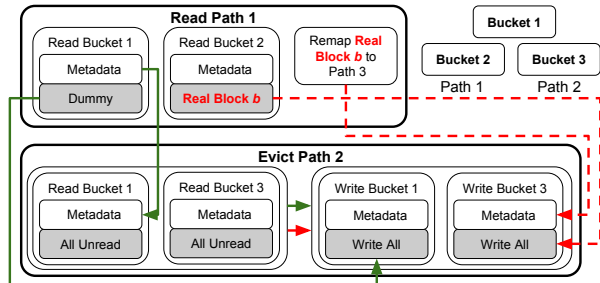 Read Path 1
Read Bucket 1
Metadata
Dummy
Read Bucket 2
Metadata
Real Block b
Remap Real
Block b to
Path 3
Bucket 1
Bucket 2
Bucket 3
Path 1
Path 2
Evict Path 2
Read Bucket 1
Metadata
All Unread
Read Bucket 3
Metadata
All Unread
Write Bucket 1
Metadata
Write All
Write Bucket 3
Metadata
Write All